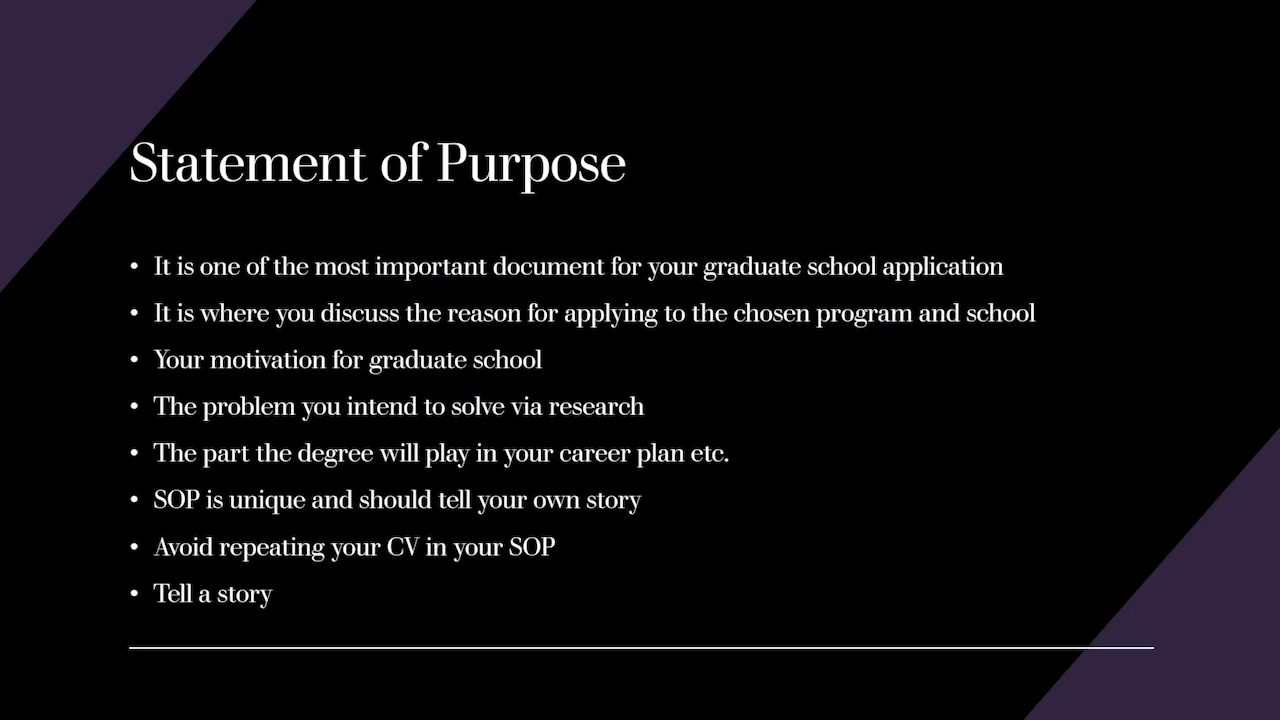 Statement of Purpose
• It is one of the most important document for your graduate school application
• It is where you discuss the reason for applying to the chosen program and school
• Your motivation for graduate school
• The problem you intend to solve via research
• The part the degree will play in your career plan etc.
• SOP is unique and should tell your own story
• Avoid repeating your CV in your SOP
• Tell a story